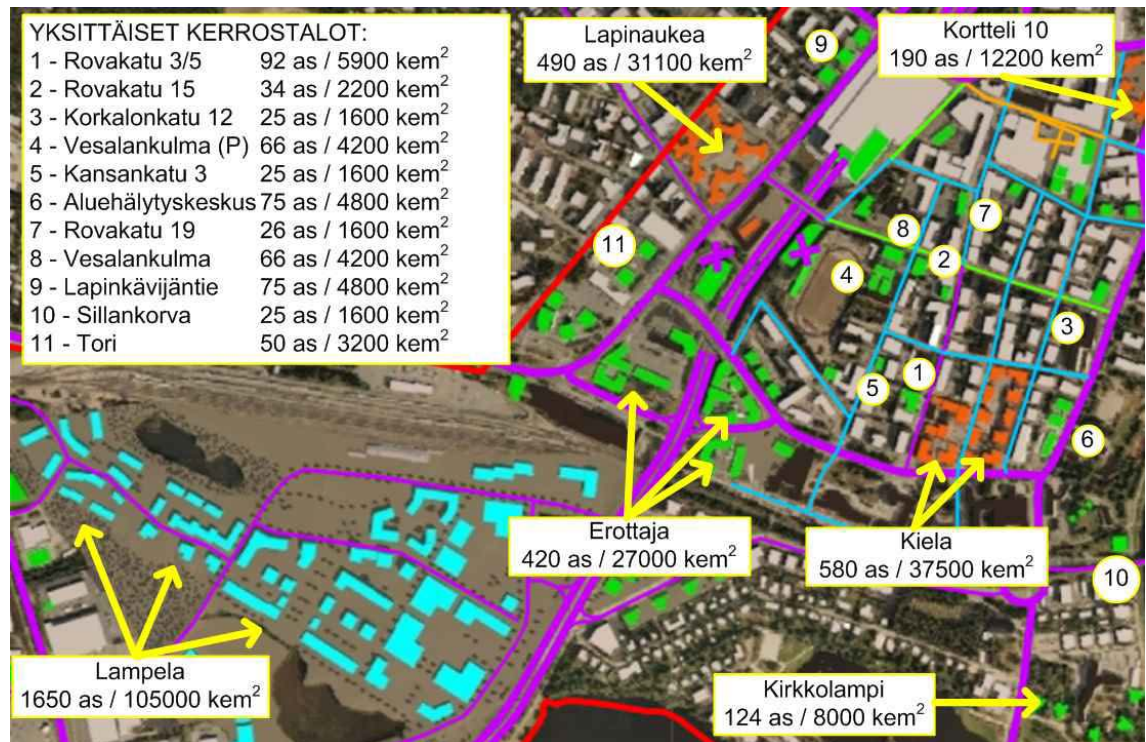 YKSITTÄISET KERROSTALOT:
1 - Rovakatu 3/5 92 as / 5900 kem²
2 - Rovakatu 15 34 as / 2200 kem²
3 - Korkalonkatu 12 25 as / 1600 kem²
4 - Vesalankulma (P) 66 as / 4200 kem²
5 - Kansankatu 3 25 as / 1600 kem²
6 - Aluehälytyskeskus 75 as / 4800 kem²
7 - Rovakatu 19 26 as / 1600 kem²
8 - Vesalankulma 66 as / 4200 kem²
9 - Lapinkävijäntie 75 as / 4800 kem²
10 - Sillankorva 25 as / 1600 kem²
11 - Tori 50 as / 3200 kem²
Lapinaukea
490 as / 31100 kem²
9
Kortteli 10
190 as / 12200 kem²
11
8
7
4
2
3
5
1
6
Erottaja
420 as / 27000 kem²
Kiela
580 as / 37500 kem²
10
Lampela
1650 as / 105000 kem²
Kirkkolampi
124 as / 8000 kem²